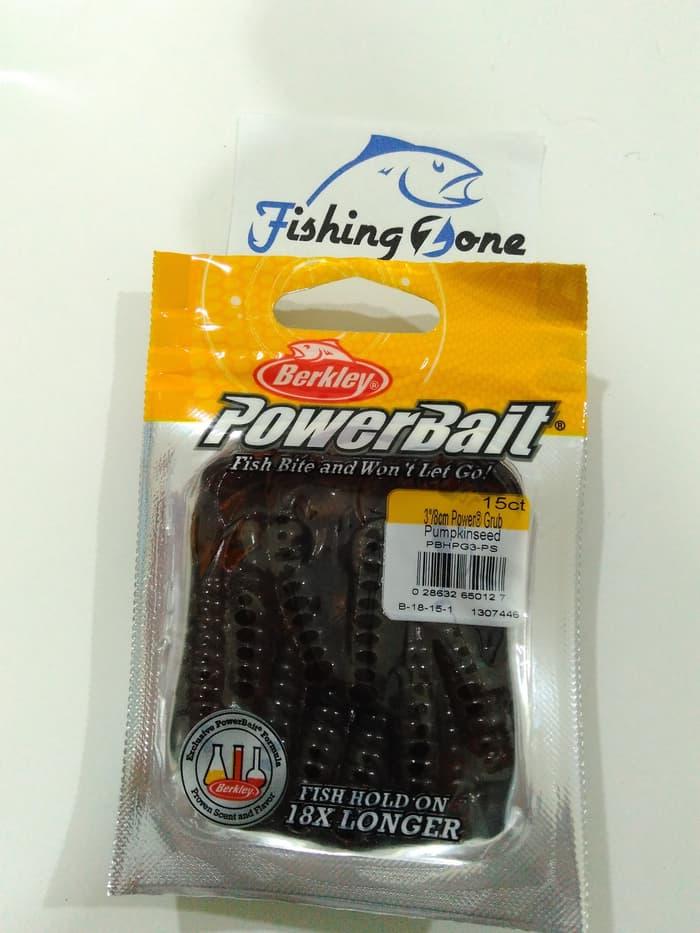 Fishing Zone
Berkley®
PowerBait®
Fish Bite and Won't Let Go!
15ct
3"/8cm Power® Grub
Pumpkinseed
PBHPG3-PS
0 28632 65012 7
B-18-15-1 1307446
Exclusive PowerBait® Formula
Berkley
Proven Scent and Flavor
FISH HOLD ON
18X LONGER